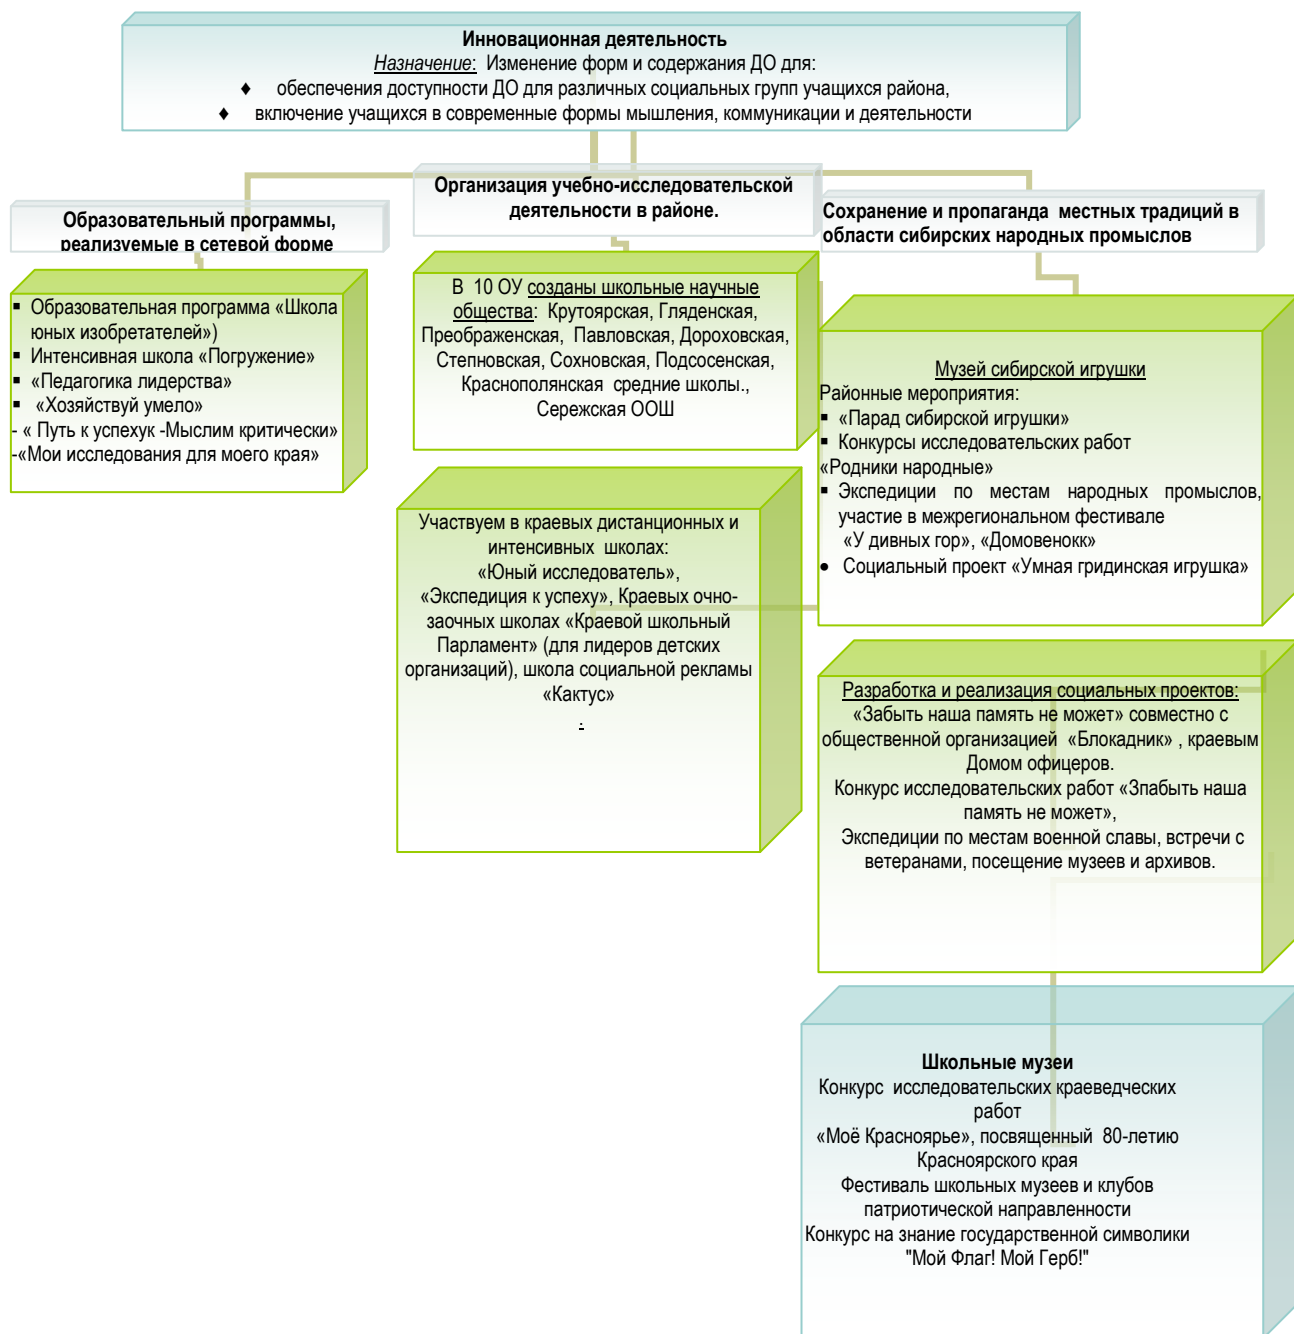 Инновационная деятельность
Назначение: Изменение форм и содержания ДО для:
♦ обеспечения доступности ДО для различных социальных групп учащихся района,
♦ включение учащихся в современные формы мышления, коммуникации и деятельности
Образовательный программы,
реализуемые в сетевой форме
▪ Образовательная программа «Школа
юных изобретателей»)
▪ Интенсивная школа «Погружение»
▪ «Педагогика лидерства»
▪ «Хозяйствуй умело»
- « Путь к успехук -Мыслим критически»
-«Мои исследования для моего края»
Организация учебно-исследовательской
деятельности в районе.
В 10 ОУ созданы школьные научные
общества: Крутоярская, Гляденская,
Преображенская, Павловская, Дороховская,
Степновская, Сохновская, Подсосенская,
Краснополянская средние школы.,
Сережская ООШ
Участвуем в краевых дистанционных и
интенсивных школах:
«Юный исследователь»,
«Экспедиция к успеху», Краевых очно-
заочных школах «Краевой школьный
Парламент» (для лидеров детских
организаций), школа социальной рекламы
«Кактус»
.
Сохранение и пропаганда местных традиций в
области сибирских народных промыслов
Музей сибирской игрушки
Районные мероприятия:
▪ «Парад сибирской игрушки»
▪ Конкурсы исследовательских работ
«Родники народные»
▪ Экспедиции по местам народных промыслов,
участие в межрегиональном фестивале
«У дивных гор», «Домовенокк»
• Социальный проект «Умная гридинская игрушка»
Разработка и реализация социальных проектов:
«Забыть наша память не может» совместно с
общественной организацией «Блокадник» , краевым
Домом офицеров.
Конкурс исследовательских работ «Зпабыть наша
память не может»,
Экспедиции по местам военной славы, встречи с
ветеранами, посещение музеев и архивов.
Школьные музеи
Конкурс исследовательских краеведческих
работ
«Моё Красноярье», посвященный 80-летию
Красноярского края
Фестиваль школьных музеев и клубов
патриотической направленности
Конкурс на знание государственной символики
"Мой Флаг! Мой Герб!"